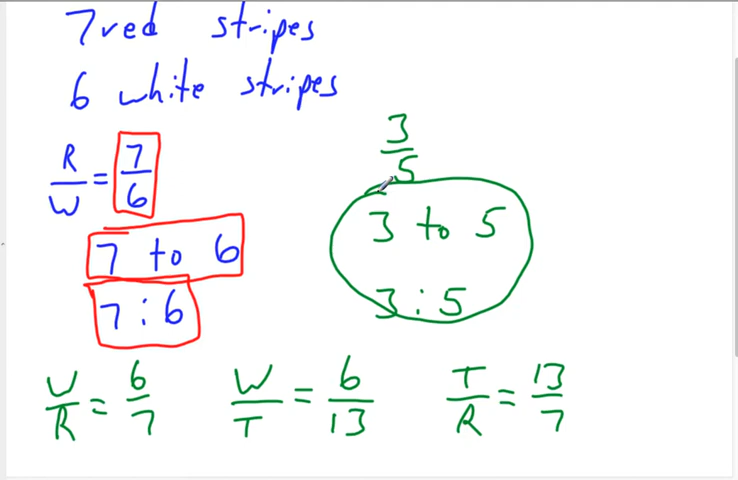 7 red stripes
6 white stripes
R/W = 7/6
7 to 6
7 : 6
3/5
3 to 5
3 : 5
W/R = 6/7
W/T = 6/13
T/R = 13/7